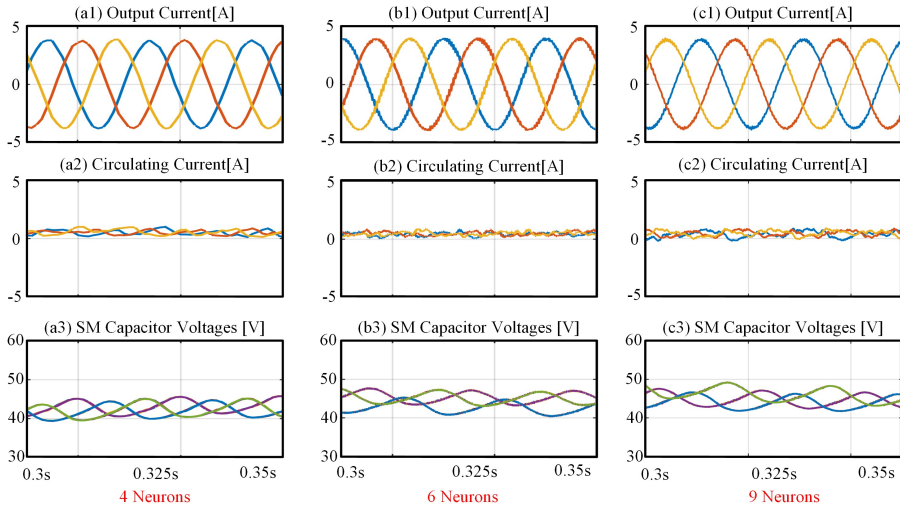 (a1) Output Current[A]
(b1) Output Current[A]
(c1) Output Current[A]
5
0
-5
5
0
-5
5
0
-5
(a2) Circulating Current[A]
(b2) Circulating Current[A]
(c2) Circulating Current[A]
5
0
-5
5
0
-5
5
0
-5
(a3) SM Capacitor Voltages [V]
(b3) SM Capacitor Voltages [V]
(c3) SM Capacitor Voltages [V]
60
50
40
30
60
50
40
30
60
50
40
30
0.3s 0.325s 0.35s
0.3s 0.325s 0.35s
0.3s 0.325s 0.35s
4 Neurons
6 Neurons
9 Neurons